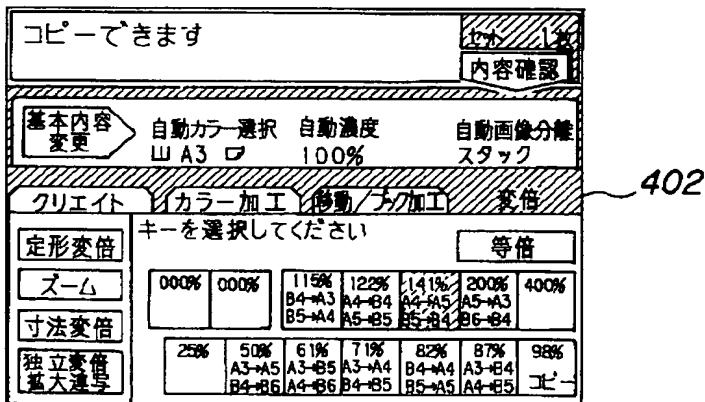 コピーできます
セット 1枚
内容確認
基本内容
変更
自動カラー選択 自動濃度 自動画像分離
A3 100% スタック
クリエイト カラー加工 移動/ブック加工 変倍
402
キーを選択してください
等倍
定形変倍
ズーム
寸法変倍
独立変倍
拡大連写
000% 000% 115% 122% 141% 200% 400%
B4→A3 A4→B4 A4→A5 A5→A3
B5→A4 A5→B5 B5→B4 B6→B4
25% 50% 61% 71% 82% 87% 98%
A3→A5 A3→B5 A3→A4 B4→A4 A3→B4
B4→B6 A4→B6 B4→B5 B5→A5 A4→B5 コピー